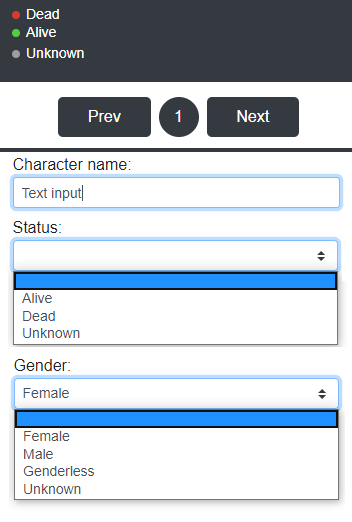 Dead
Alive
Unknown
Prev 1 Next
Character name:
Text input
Status:
Alive
Dead
Unknown
Gender:
Female
Female
Male
Genderless
Unknown